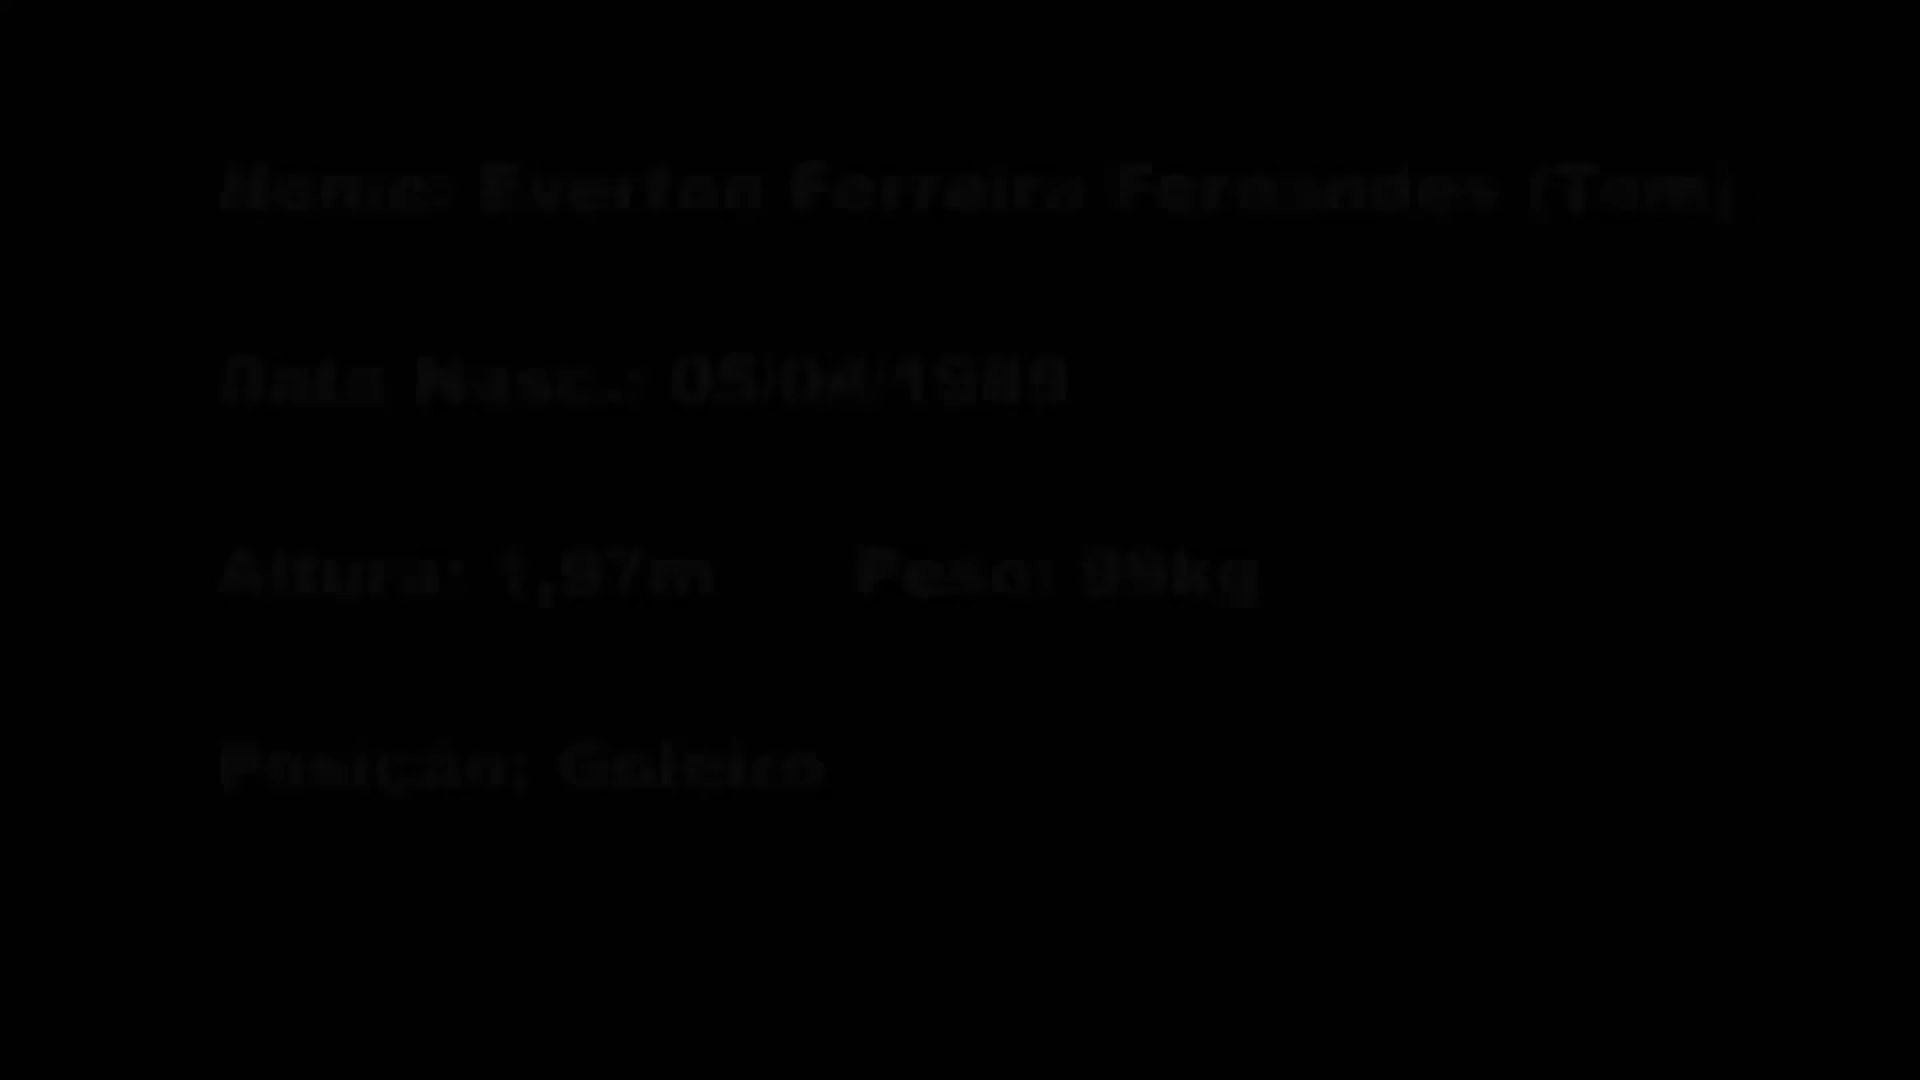 Nome: Everton Ferreira Fernandes (Tom)
Data Nasc.: 05/04/1989
Altura: 1,97m Peso: 99kg
Posição: Goleiro